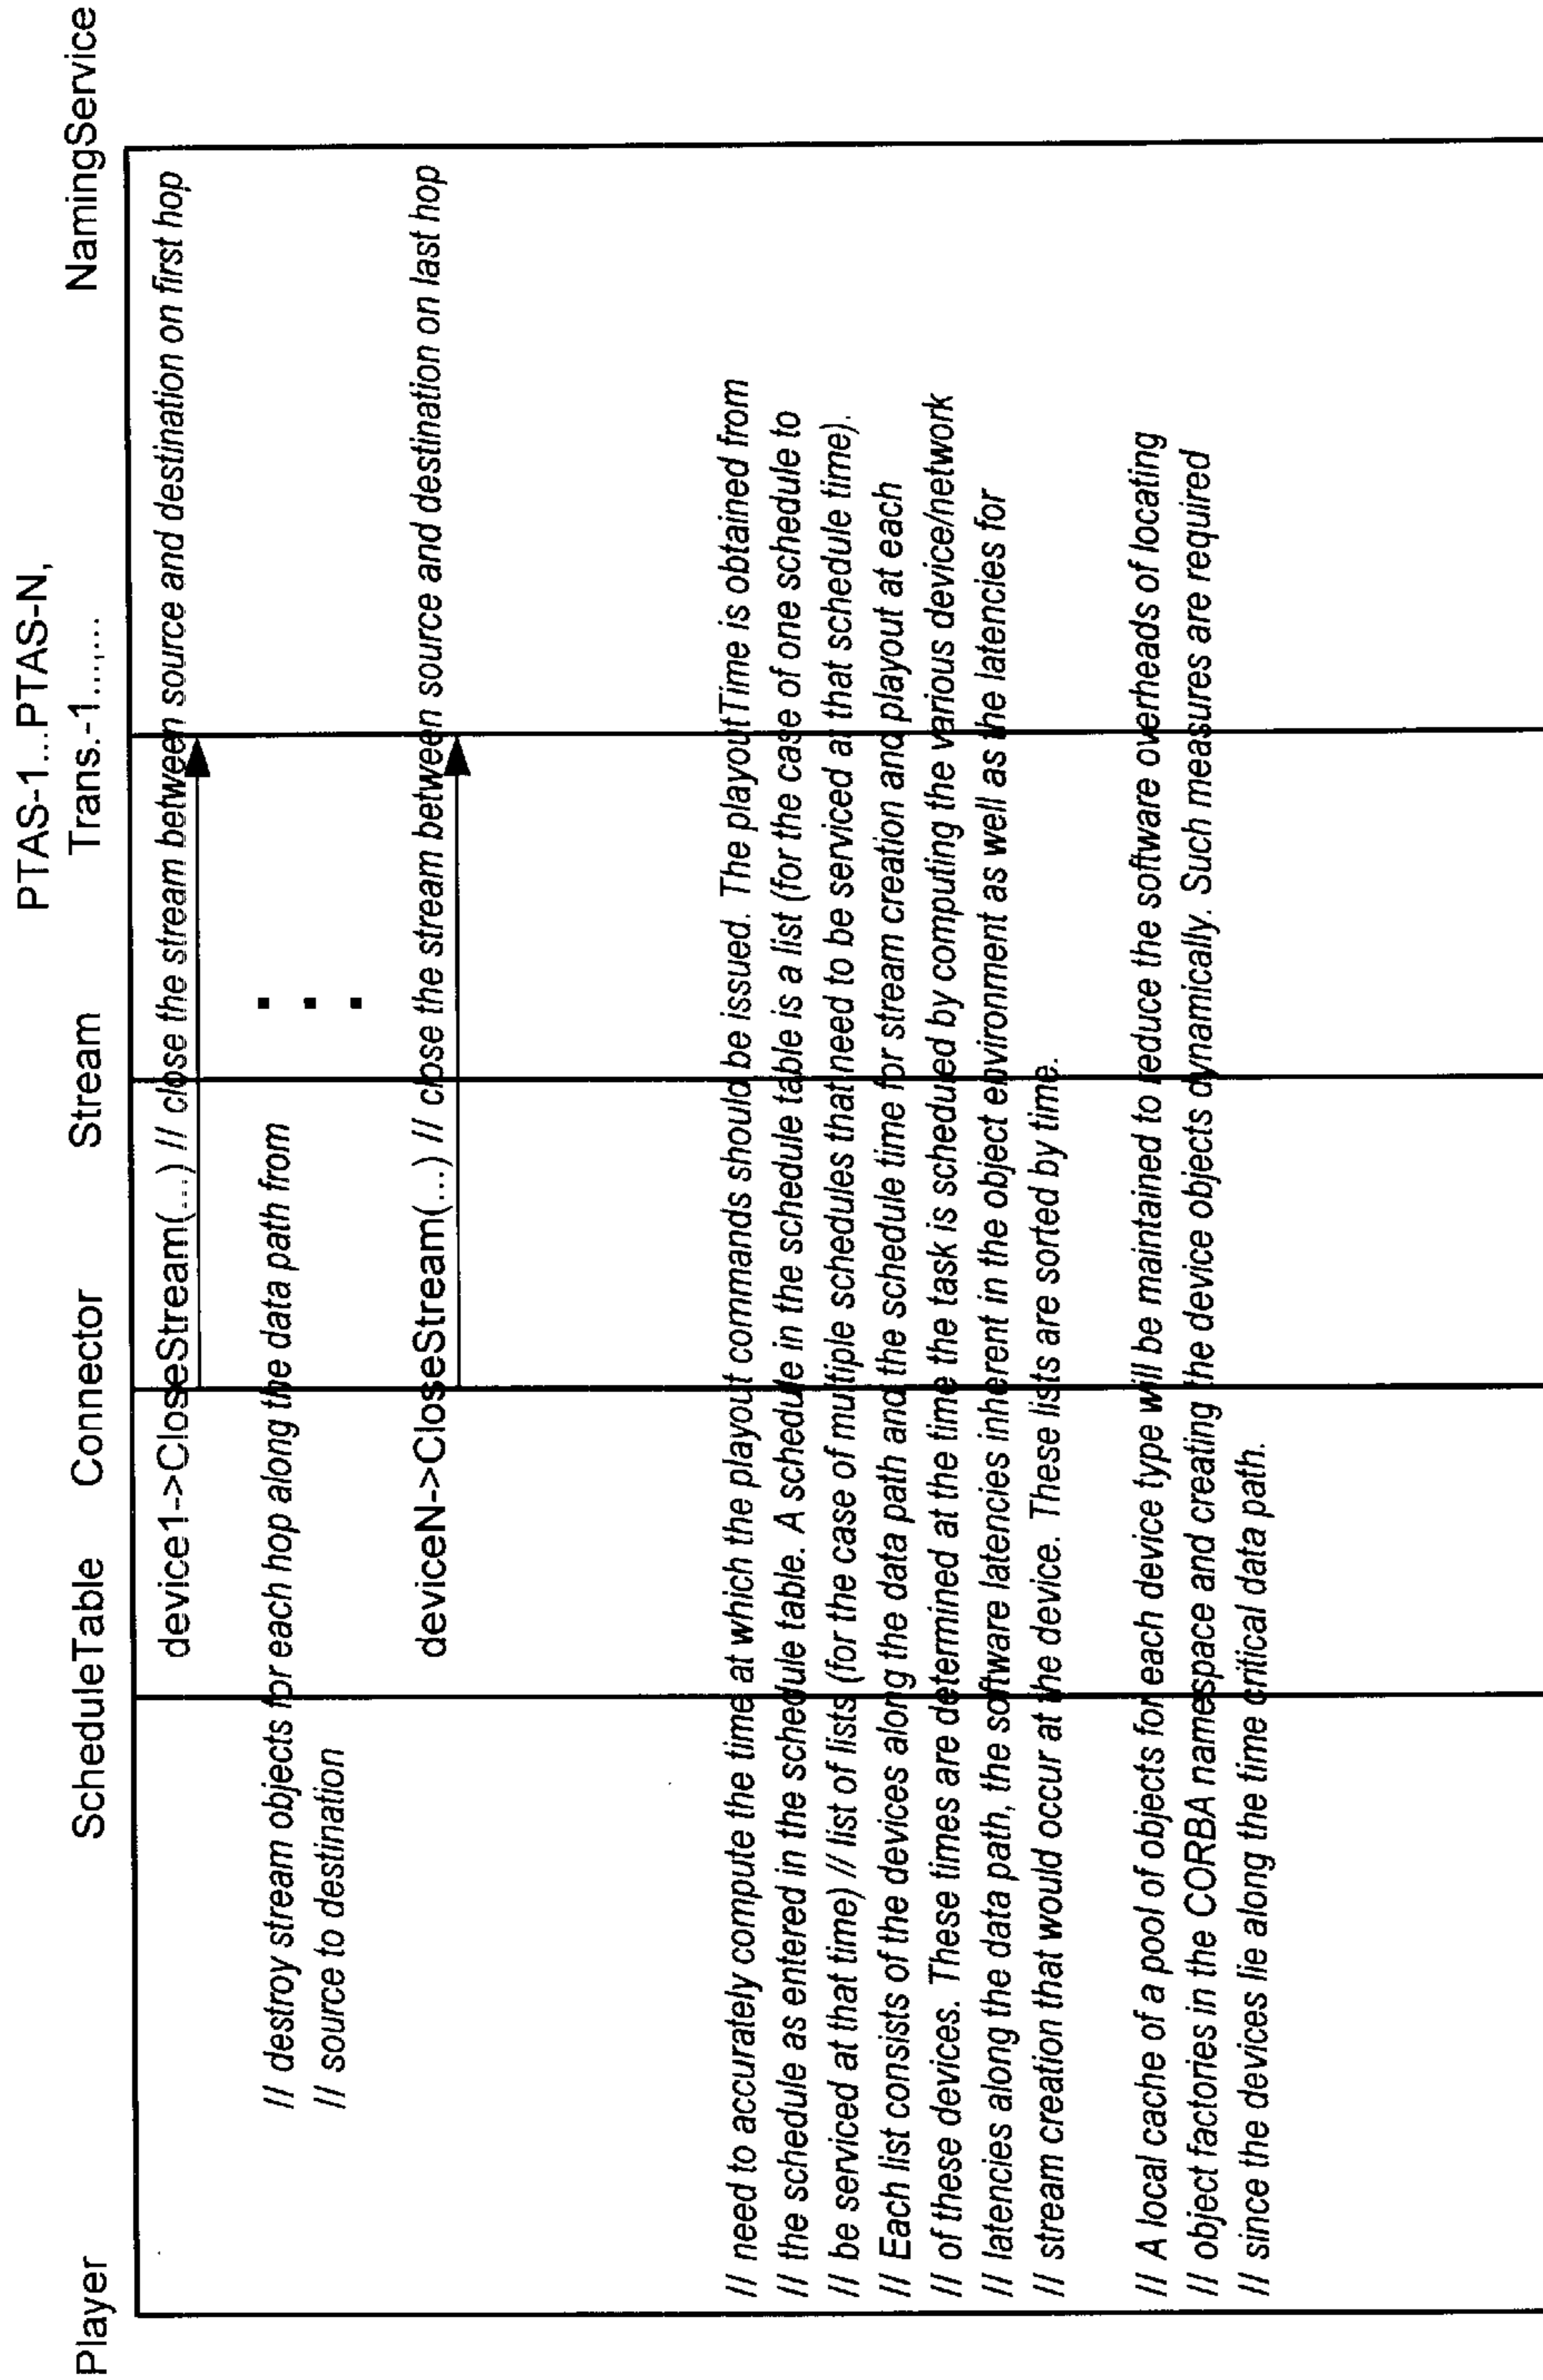 PTAS-1...PTAS-N,
Player ScheduleTable Connector Stream Trans.-1...,... NamingService
device1->CloseStream(...) // close the stream between source and destination on first hop
// destroy stream objects for each hop along the data path from
// source to destination
deviceN->CloseStream(...) // close the stream between source and destination on last hop
// need to accurately compute the time at which the playout commands should be issued. The playoutTime is obtained from
// the schedule as entered in the schedule table. A schedule in the schedule table is a list (for the case of one schedule to
// be serviced at that time) // list of lists (for the case of multiple schedules that need to be serviced at that schedule time).
// Each list consists of the devices along the data path and the schedule time for stream creation and playout at each
// of these devices. These times are determined at the time the task is scheduled by computing the various device/network
// latencies along the data path, the software latencies inherent in the object environment as well as the latencies for
// stream creation that would occur at the device. These lists are sorted by time.
// A local cache of a pool of objects for each device type will be maintained to reduce the software overheads of locating
// object factories in the CORBA namespace and creating the device objects dynamically. Such measures are required
// since the devices lie along the time critical data path.